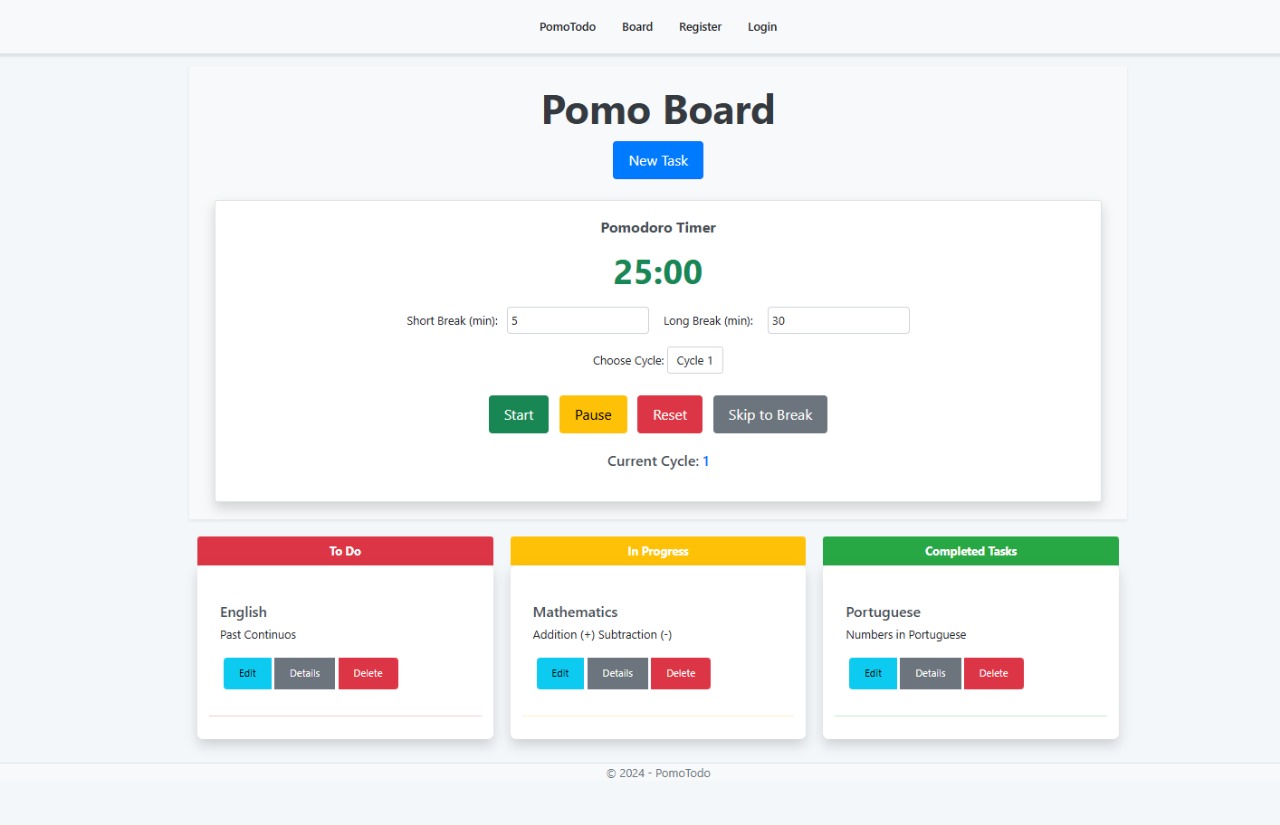 PomoTodo Board Register Login
Pomo Board
New Task
Pomodoro Timer
25:00
Short Break (min): 5 Long Break (min): 30
Choose Cycle: Cycle 1
Start Pause Reset Skip to Break
Current Cycle: 1
To Do
English
Past Continuos
Edit Details Delete
In Progress
Mathematics
Addition (+) Subtraction (-)
Edit Details Delete
Completed Tasks
Portuguese
Numbers in Portuguese
Edit Details Delete
© 2024 - PomoTodo